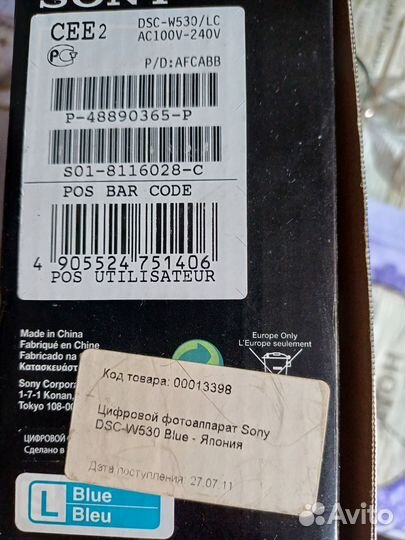 SONY
CEE2
DSC-W530/LC
AC100V-240V
P/D:AFCABB
P-48890365-P
S01-8116028-C
POS BAR CODE
4 905524 751406
POS UTILISATEUR
Made in China
Fabriqué en Chine
Fabricado na
Κατασκευάστ
Sony Corpora
1-7-1 Konan,
Tokyo 108-00
ЦИФРОВОЙ
Сделано в
Europe Only
L'Europe seulement
Код товара: 00013398
Цифровой фотоаппарат Sony
DSC-W530 Blue - Япония
Дата поступления: 27.07.11
L
Blue
Bleu
Avito